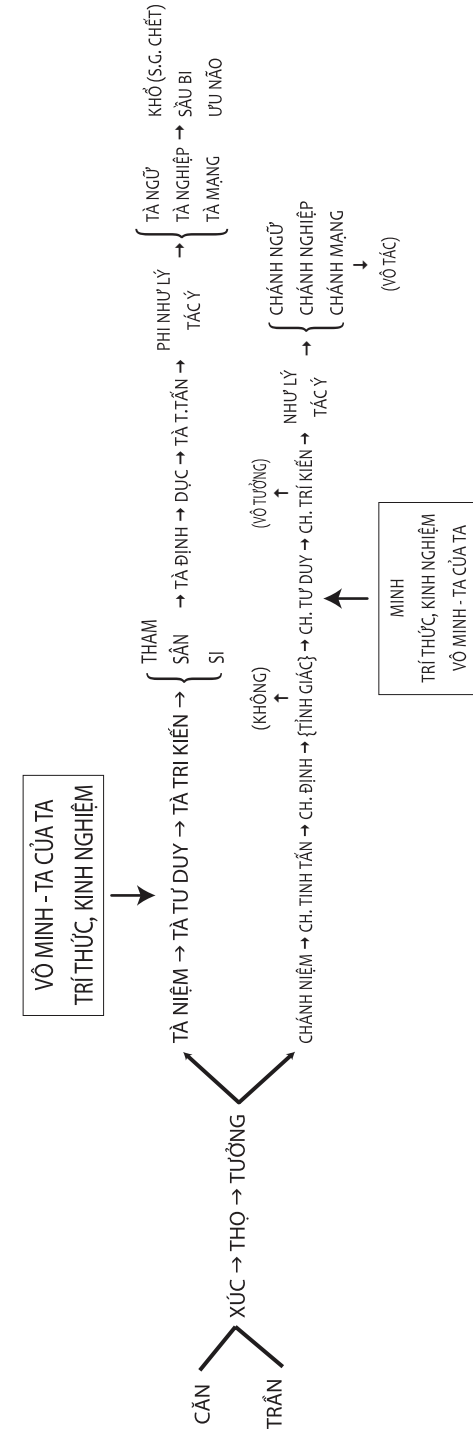 CĂN
TRẦN
XÚC → THỌ → TƯỞNG
VÔ MINH - TA CỦA TA
TRÍ THỨC, KINH NGHIỆM
TÀ NIỆM → TÀ TƯ DUY → TÀ TRI KIẾN →
THAM
SÂN
SI
→ TÀ ĐỊNH → DỤC → TÀ T.TẤN →
PHI NHƯ LÝ
TÁC Ý
→
TÀ NGỮ
TÀ NGHIỆP →
TÀ MẠNG
KHỔ (S.G. CHẾT)
SẦU BI
ƯU NÃO
(KHÔNG)
(VÔ TƯỞNG)
CHÁNH NIỆM → CH. TINH TẤN → CH. ĐỊNH → {TỈNH GIÁC} → CH. TƯ DUY → CH. TRÍ KIẾN →
NHƯ LÝ
TÁC Ý
→
CHÁNH NGỮ
CHÁNH NGHIỆP
CHÁNH MẠNG
(VÔ TÁC)
MINH
TRÍ THỨC, KINH NGHIỆM
VÔ MINH - TA CỦA TA